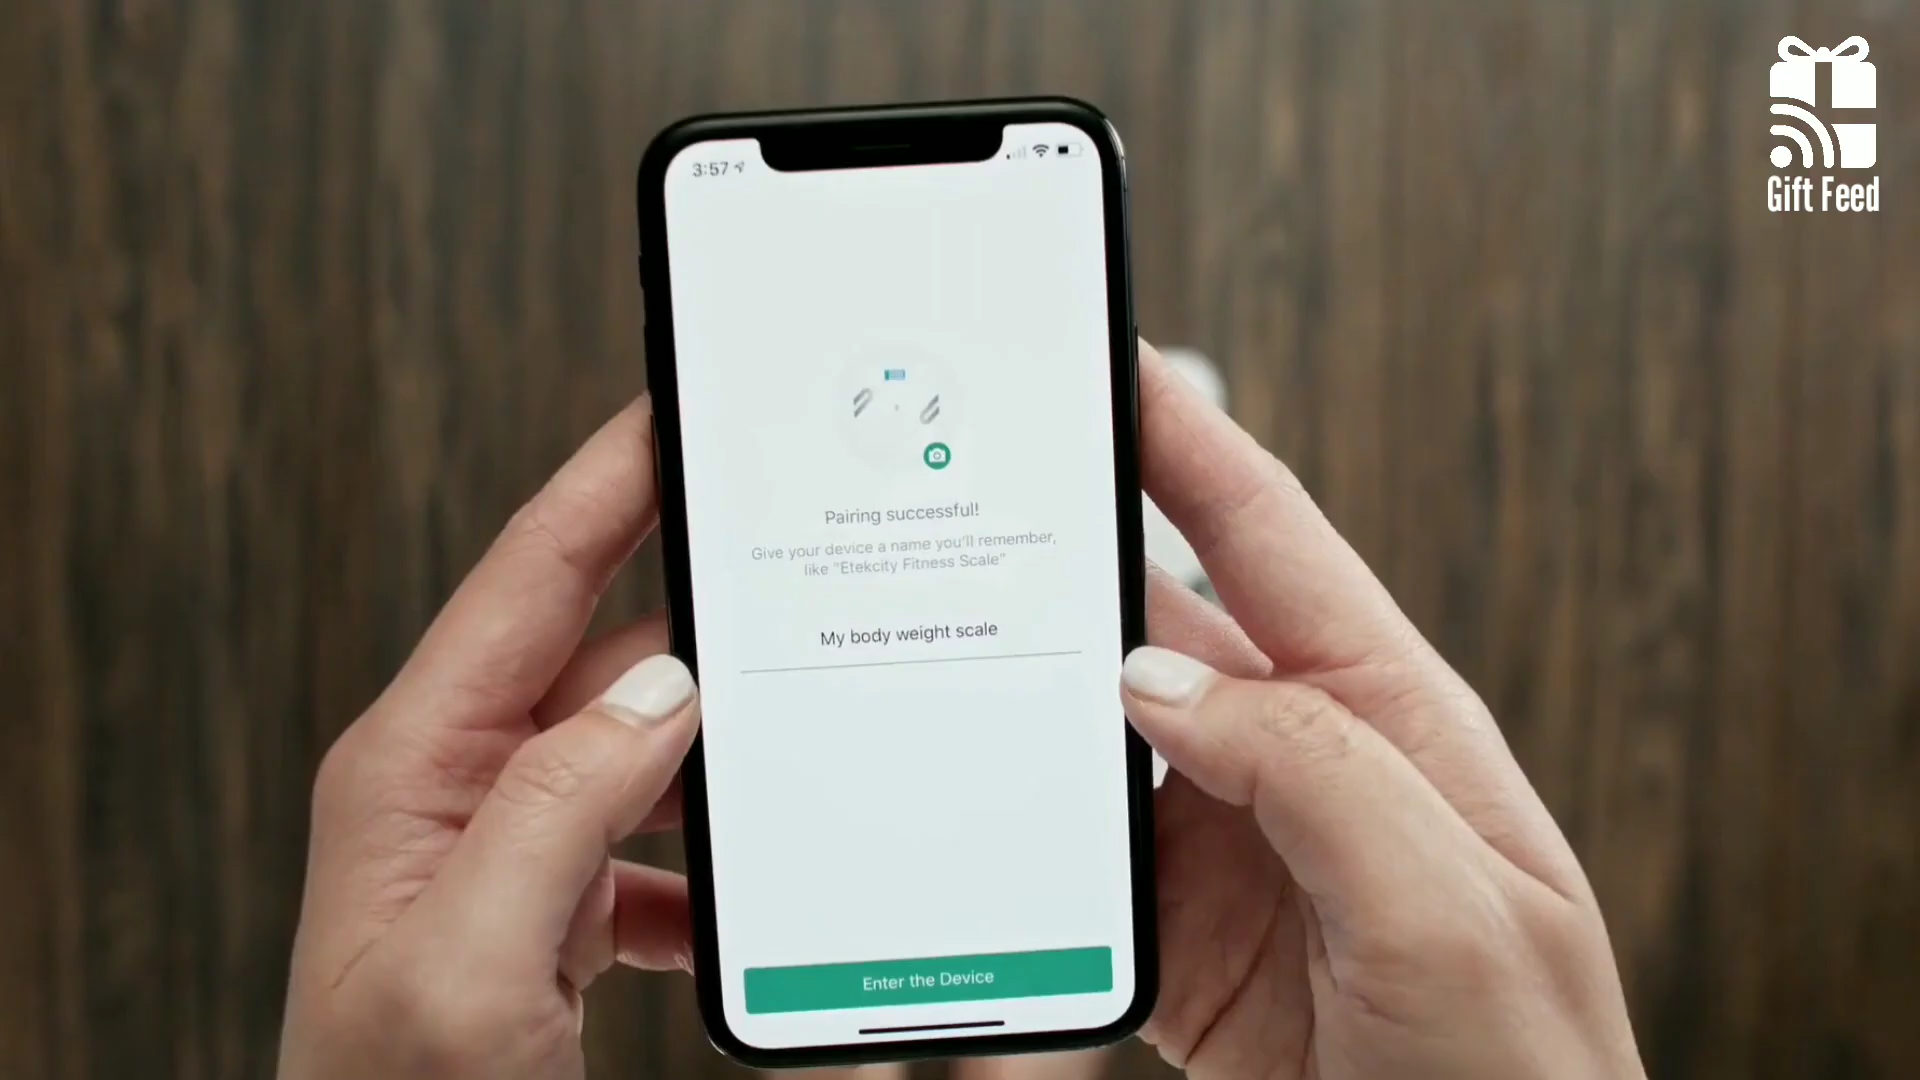 3:57
Pairing successful!
Give your device a name you'll remember,
like "Etekcity Fitness Scale"
My body weight scale
Enter the Device
Gift Feed